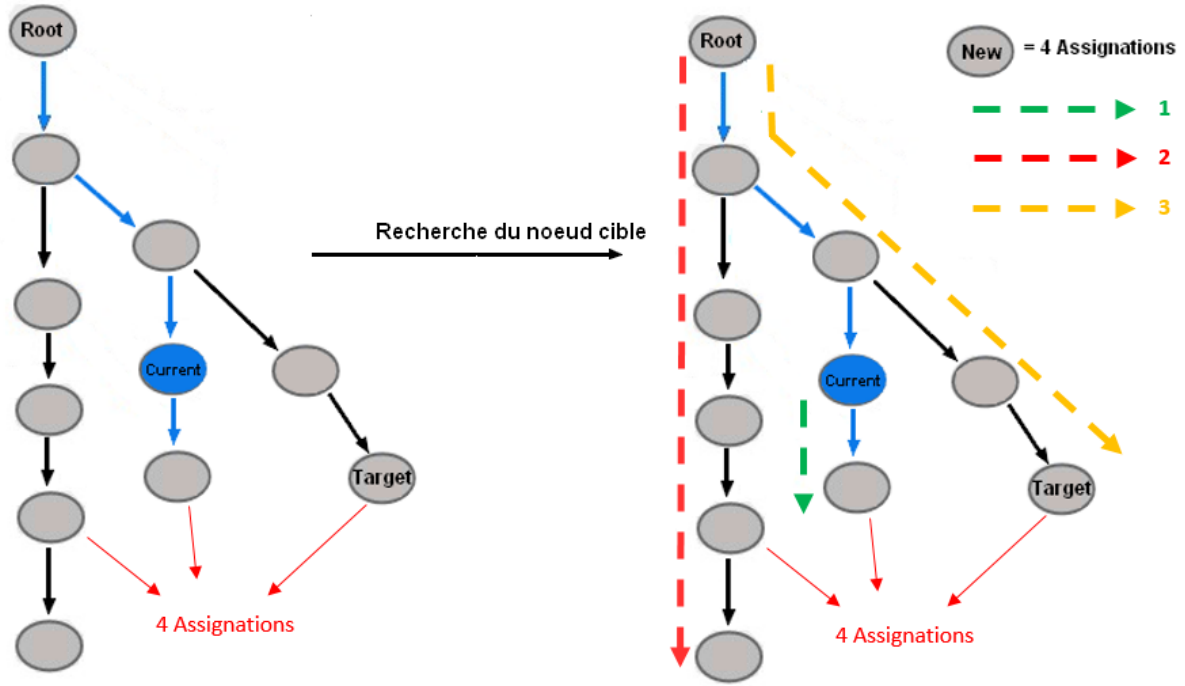 Root
Current
Target
4 Assignations
Recherche du noeud cible
Root
Current
Target
4 Assignations
New = 4 Assignations
1
2
3